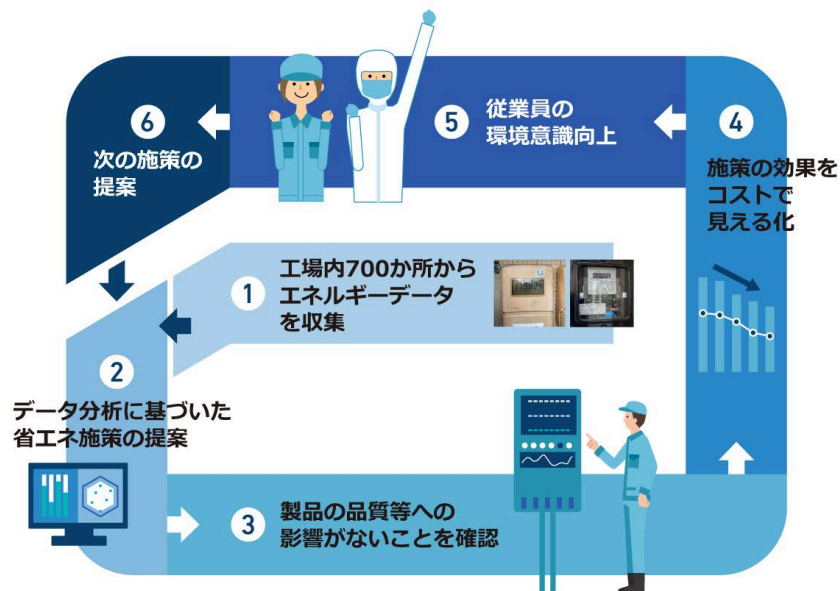 1
工場内700か所から
エネルギーデータ
を収集
2
データ分析に基づいた
省エネ施策の提案
3
製品の品質等への
影響がないことを確認
4
施策の効果を
コストで
見える化
5
従業員の
環境意識向上
6
次の施策の
提案